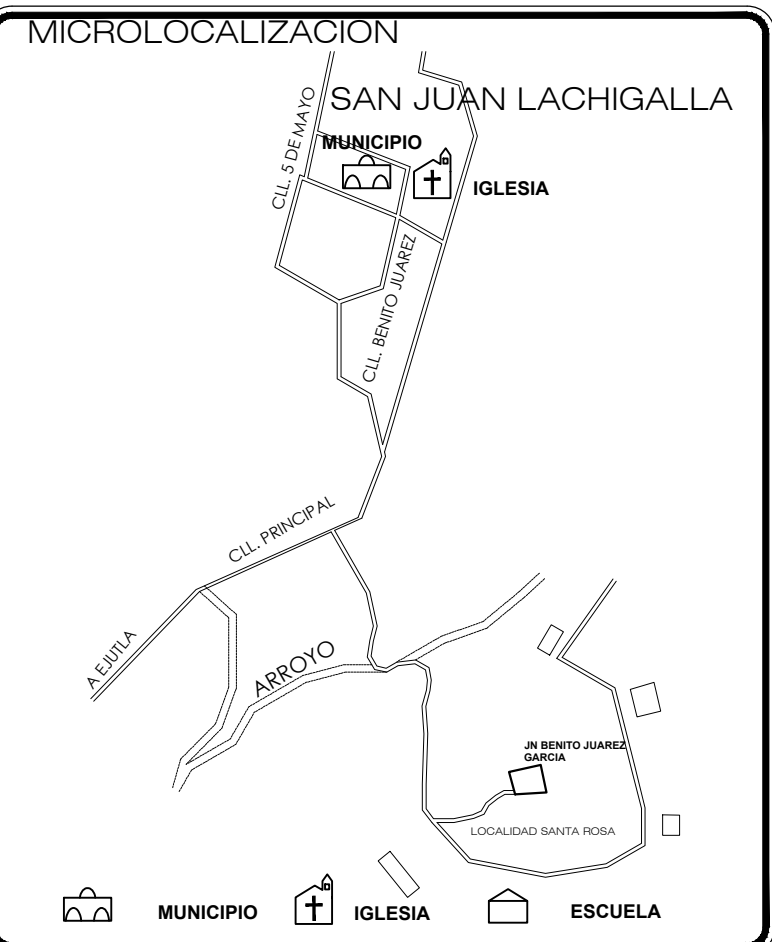 MICROLOCALIZACION
SAN JUAN LACHIGALLA
CLL. 5 DE MAYO
MUNICIPIO
IGLESIA
CLL. BENITO JUAREZ
CLL. PRINCIPAL
A EJUTLA
ARROYO
JN BENITO JUAREZ
GARCIA
LOCALIDAD SANTA ROSA
MUNICIPIO
IGLESIA
ESCUELA